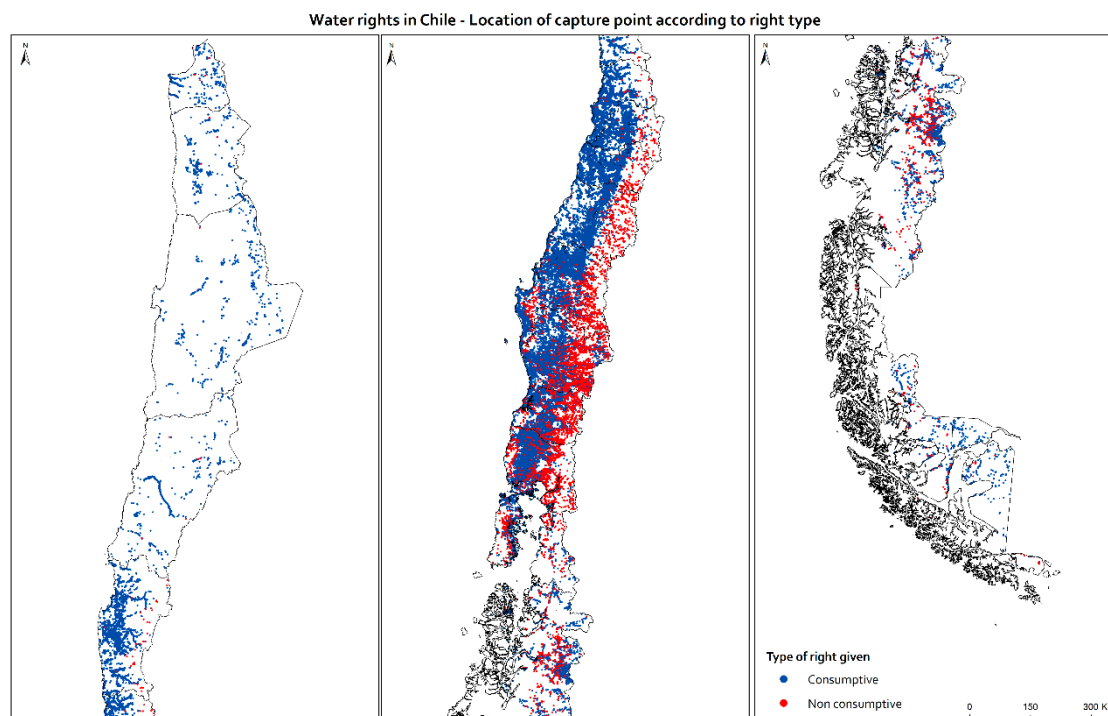 Water rights in Chile - Location of capture point according to right type
N
N
N
Type of right given
Consumptive
Non consumptive
0 150 300 K